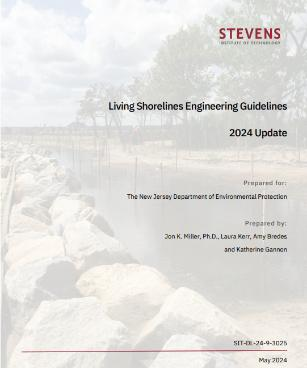 STEVENS
INSTITUTE OF TECHNOLOGY
Living Shorelines Engineering Guidelines
2024 Update
Prepared for:
The New Jersey Department of Environmental Protection
Prepared by:
Jon K. Miller, Ph.D., Laura Kerr, Amy Bredes
and Katherine Gannon
SIT-DL-24-9-3025
May 2024